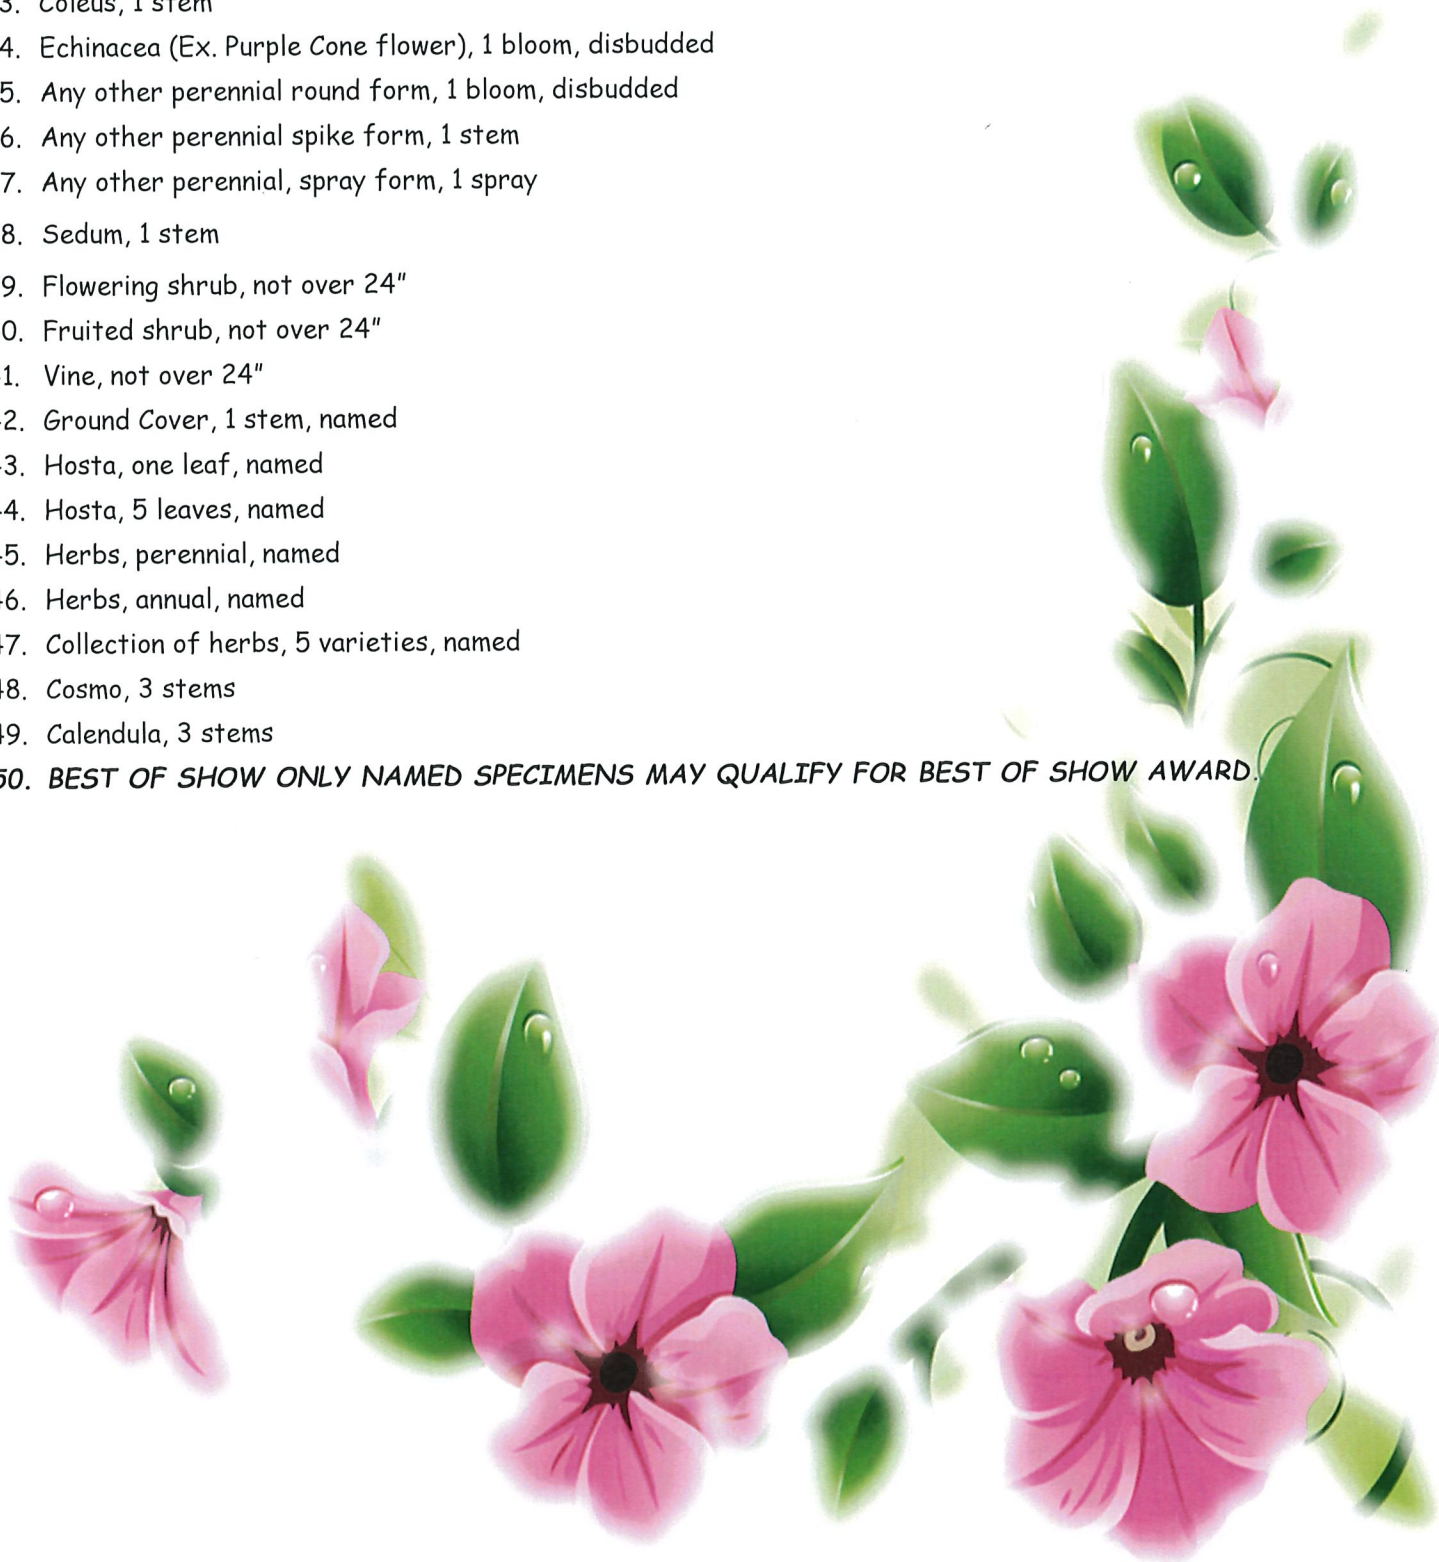 3. Coleus, 1 stem
4. Echinacea (Ex. Purple Cone flower), 1 bloom, disbudded
5. Any other perennial round form, 1 bloom, disbudded
6. Any other perennial spike form, 1 stem
7. Any other perennial, spray form, 1 spray
8. Sedum, 1 stem
9. Flowering shrub, not over 24"
0. Fruited shrub, not over 24"
1. Vine, not over 24"
2. Ground Cover, 1 stem, named
3. Hosta, one leaf, named
4. Hosta, 5 leaves, named
5. Herbs, perennial, named
6. Herbs, annual, named
47. Collection of herbs, 5 varieties, named
48. Cosmo, 3 stems
49. Calendula, 3 stems
50. BEST OF SHOW ONLY NAMED SPECIMENS MAY QUALIFY FOR BEST OF SHOW AWARD.